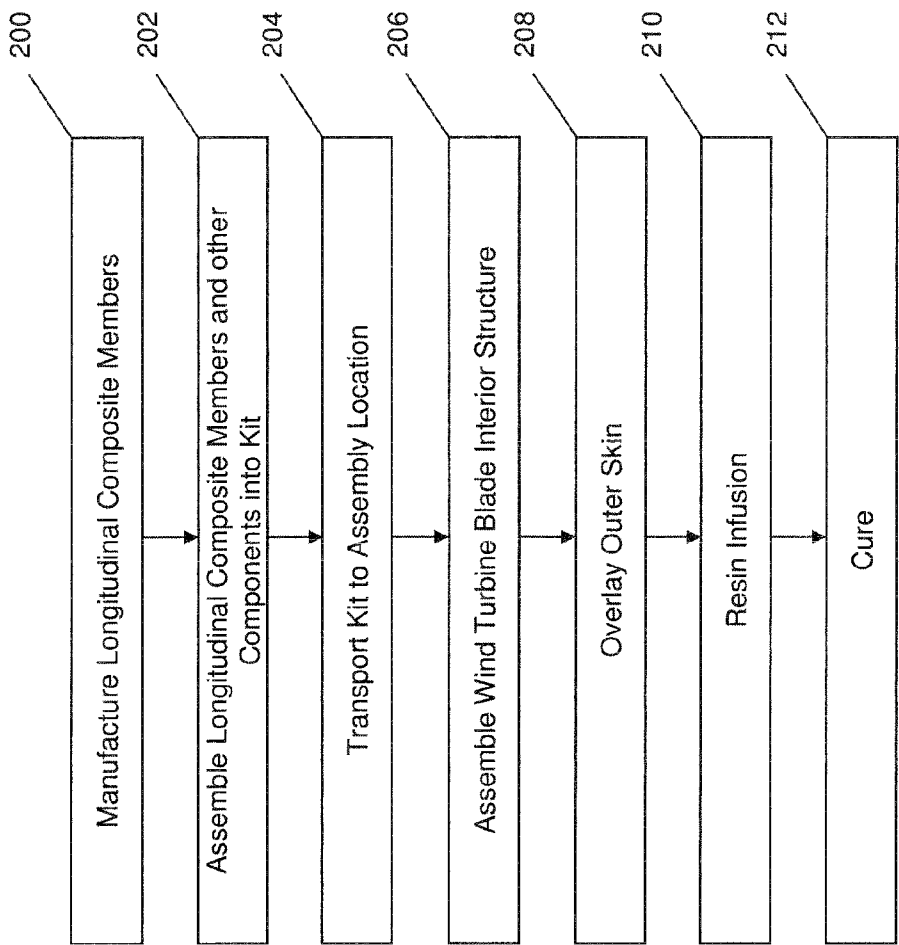 200
Manufacture Longitudinal Composite Members
202
Assemble Longitudinal Composite Members and other
Components into Kit
204
Transport Kit to Assembly Location
206
Assemble Wind Turbine Blade Interior Structure
208
Overlay Outer Skin
210
Resin Infusion
212
Cure